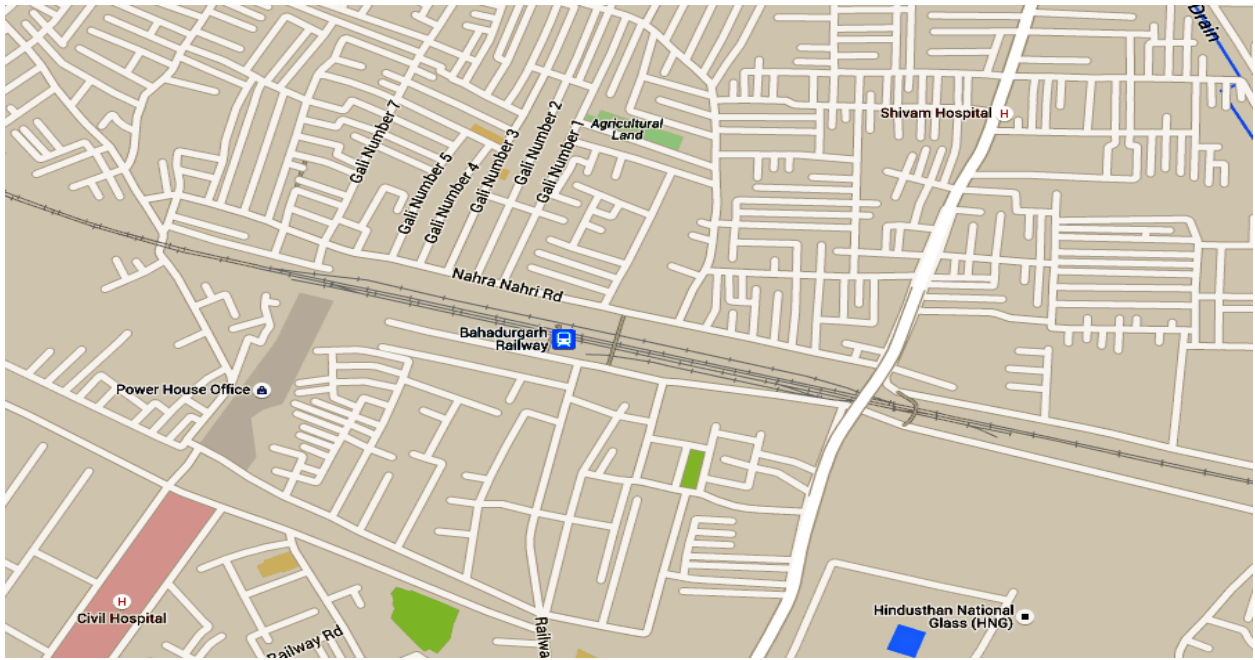 Drain
Shivam Hospital H
Agricultural
Land
Gali Number 7
Gali Number 5
Gali Number 4
Gali Number 3
Gali Number 2
Gali Number 1
Nahra Nahri Rd
Bahadurgarh
Railway
Power House Office
H
Civil Hospital
Railway Rd
Railwa
Hindusthan National
Glass (HNG)